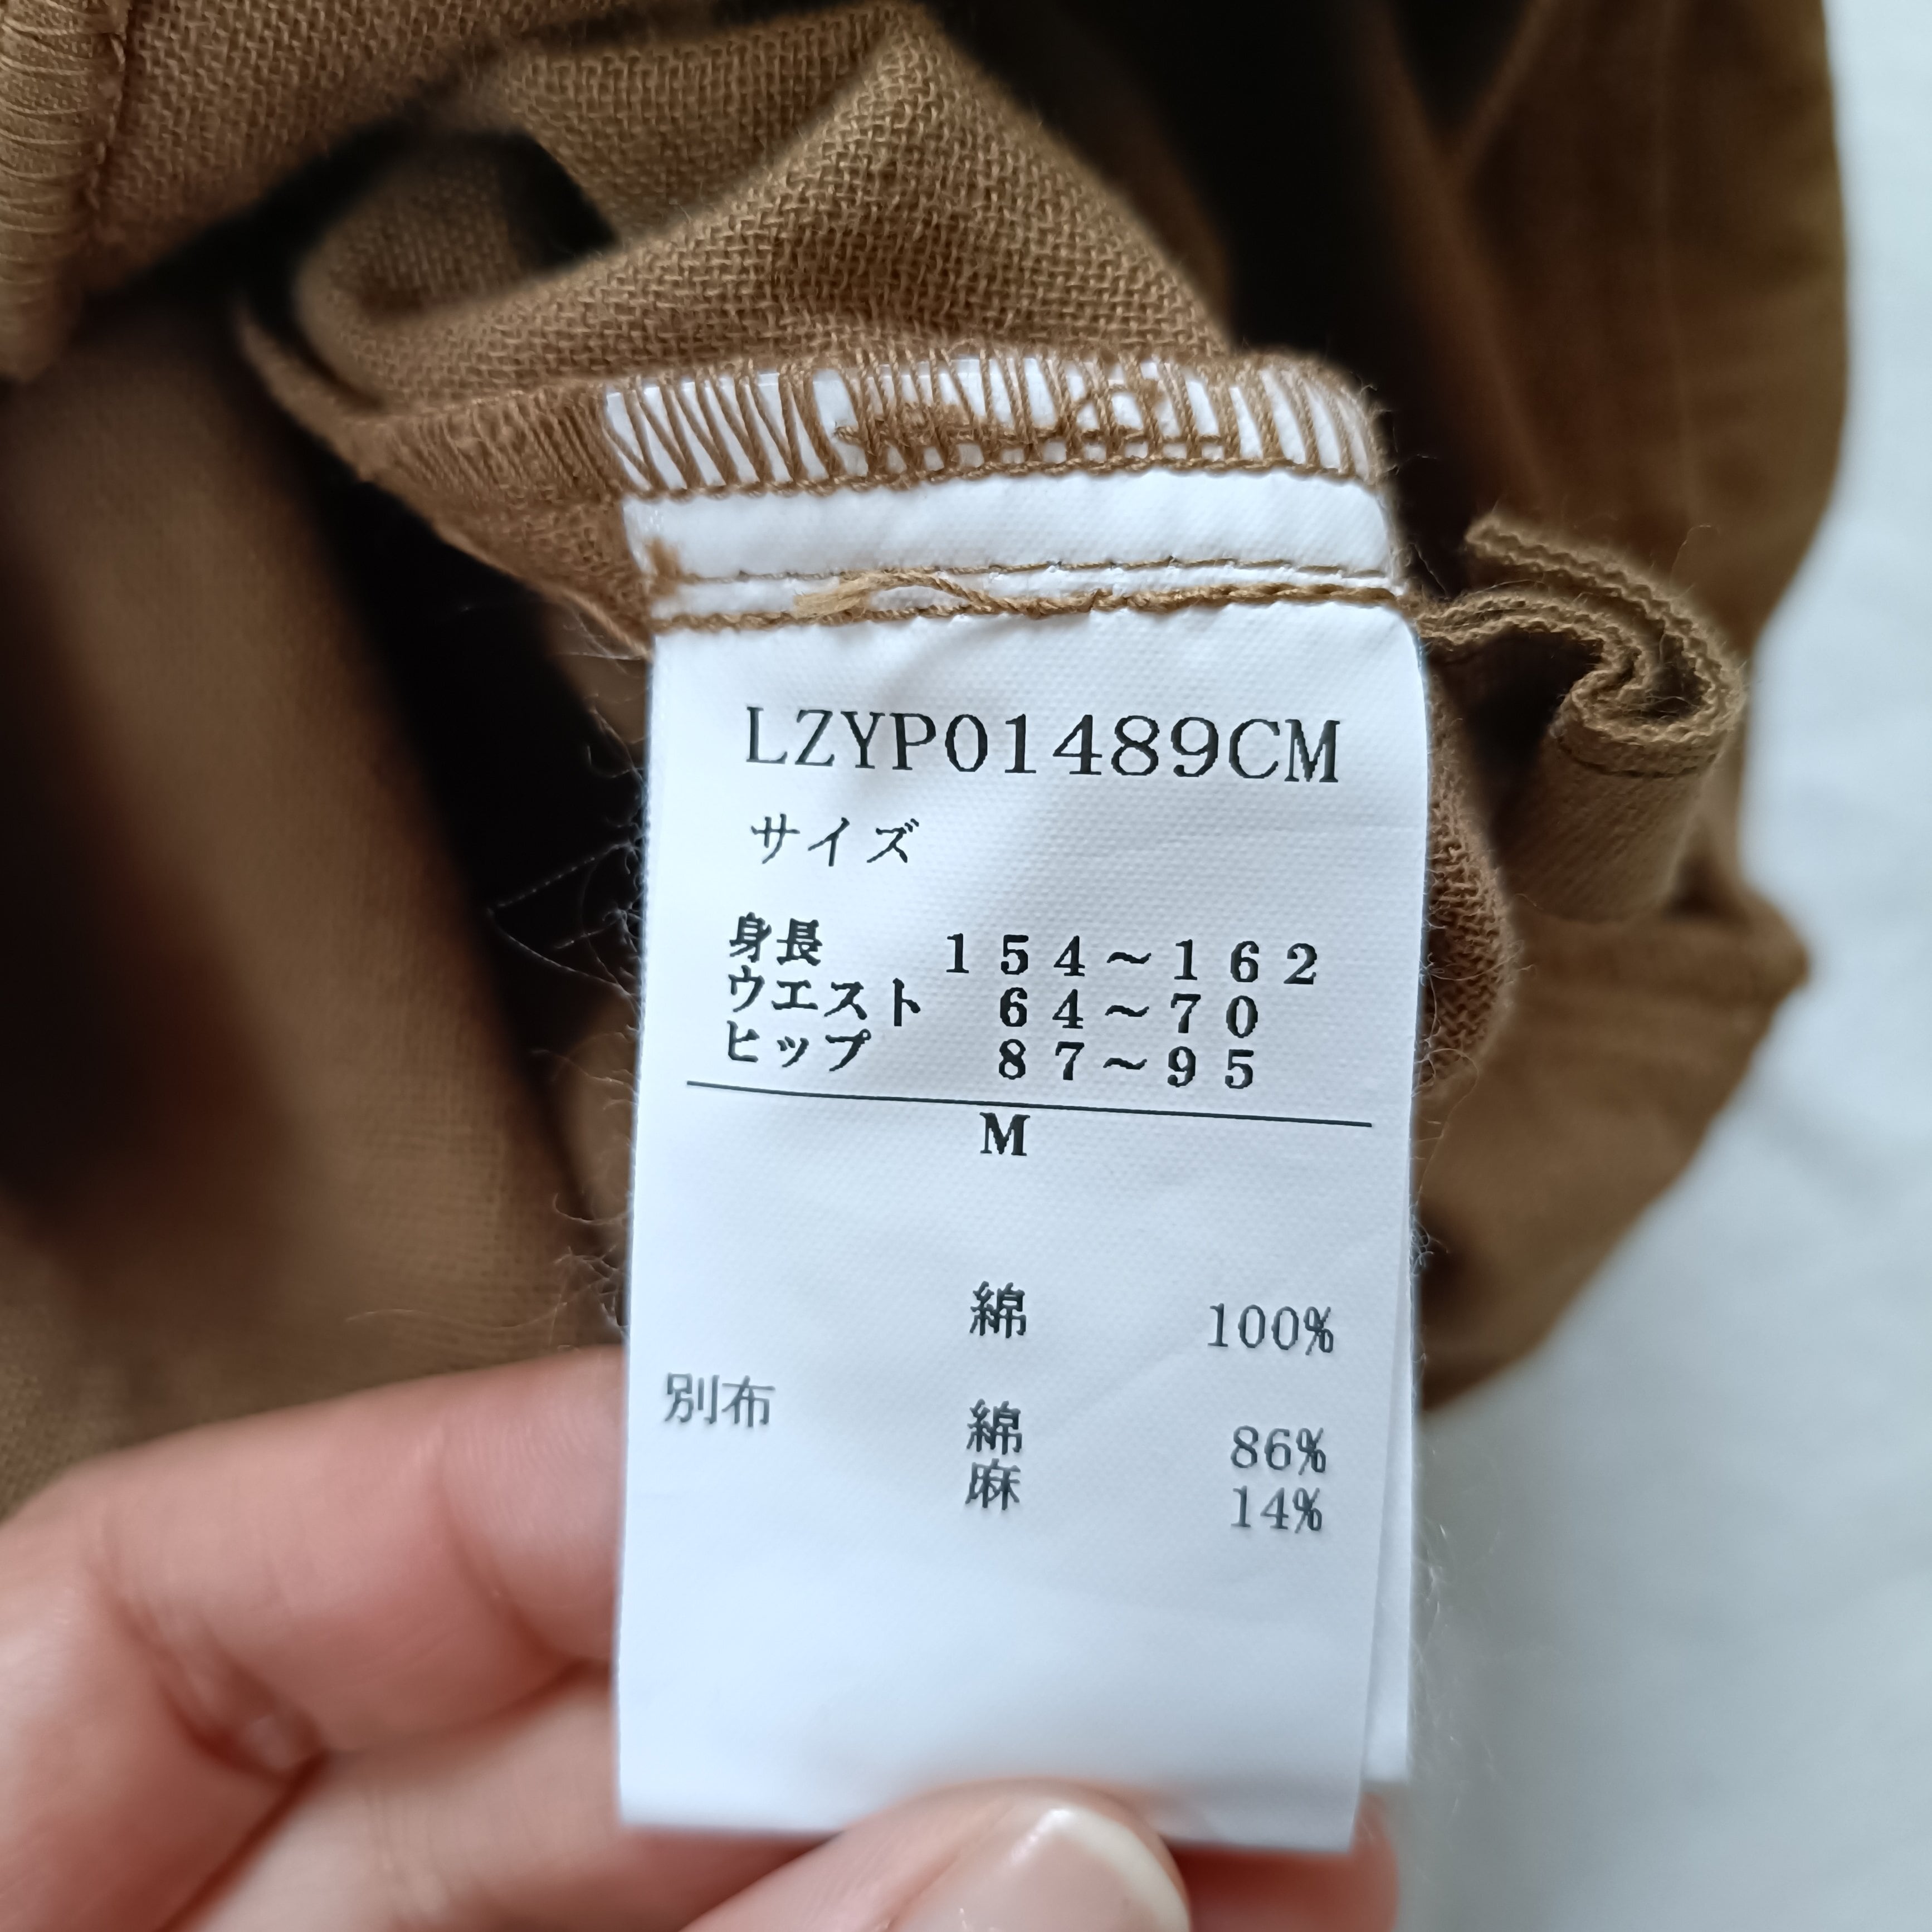 LZYP01489CM
サイズ
身長 154～162
ウエスト 64～70
ヒップ 87～95
M
綿 100%
別布 綿 86%
麻 14%